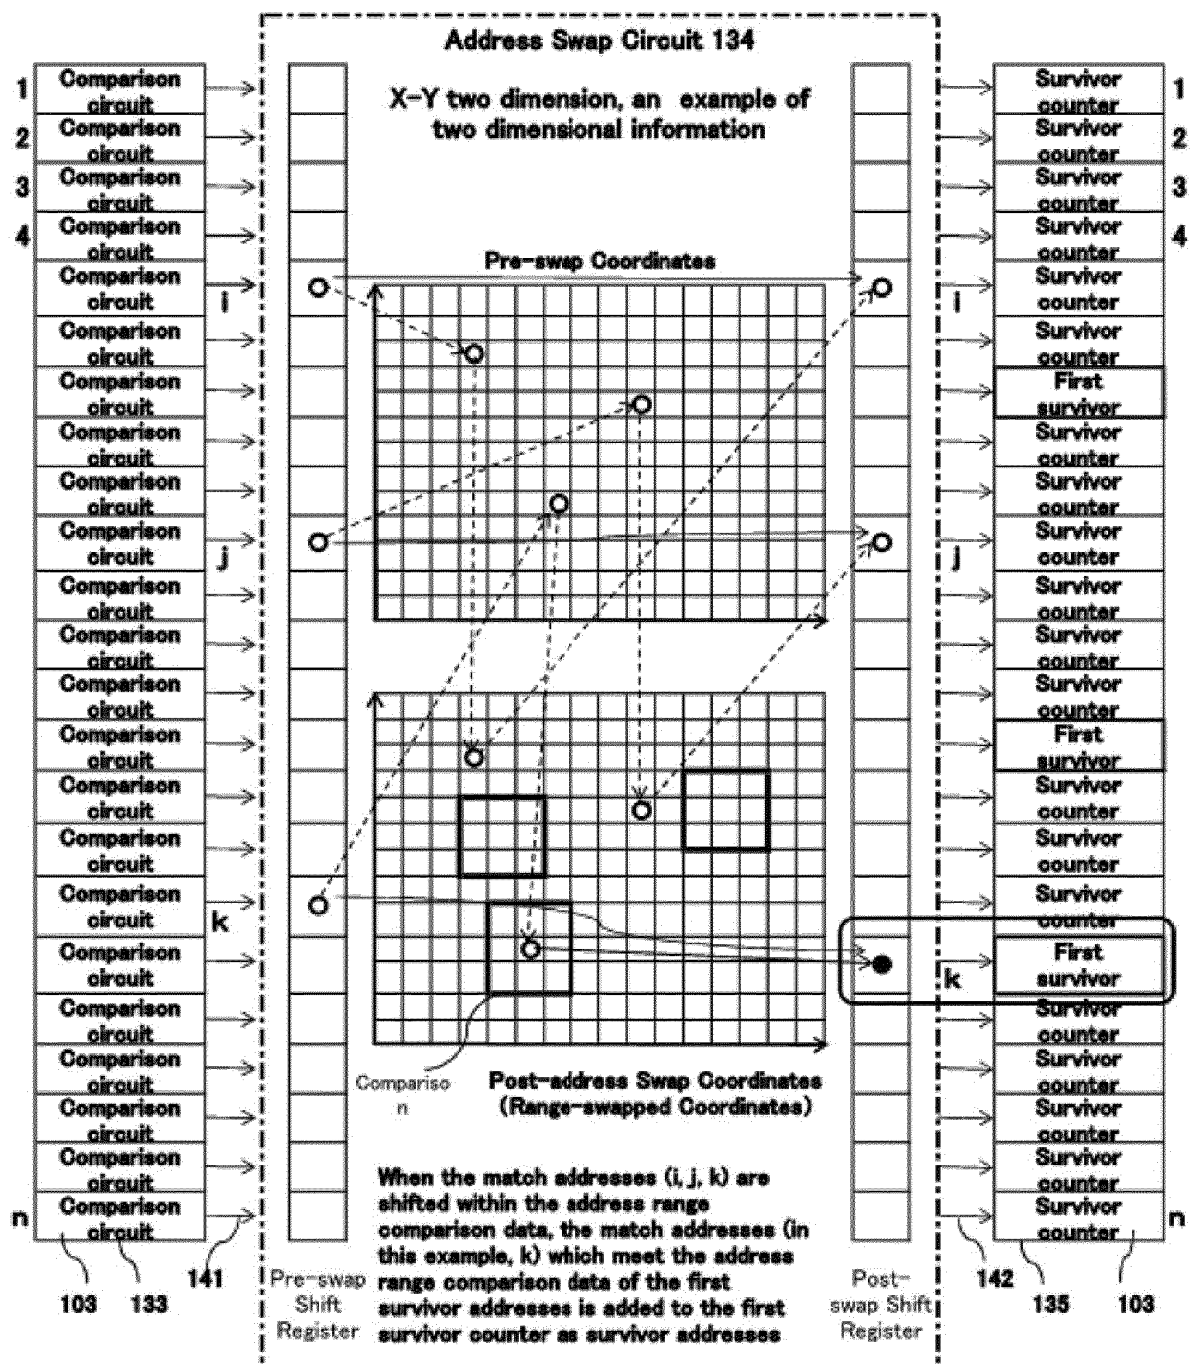 Address Swap Circuit 134
X-Y two dimension, an example of
two dimensional information
1
Comparison
circuit
2
Comparison
circuit
3
Comparison
circuit
4
Comparison
circuit
Comparison
circuit
i
Comparison
circuit
Comparison
circuit
Comparison
circuit
Comparison
circuit
Comparison
circuit
j
Comparison
circuit
Comparison
circuit
Comparison
circuit
Comparison
circuit
Comparison
circuit
Comparison
circuit
Comparison
circuit
k
Comparison
circuit
Comparison
circuit
Comparison
circuit
Comparison
circuit
Comparison
circuit
n
Comparison
circuit
103
133
141
Pre-swap
Shift
Register
Pre-swap Coordinates
Compariso
n
Post-address Swap Coordinates
(Range-swapped Coordinates)
When the match addresses (i, j, k) are
shifted within the address range
comparison data, the match addresses (in
this example, k) which meet the address
range comparison data of the first
survivor addresses is added to the first
survivor counter as survivor addresses
Post-
swap Shift
Register
Survivor
counter
1
Survivor
counter
2
Survivor
counter
3
Survivor
counter
4
i
Survivor
counter
Survivor
counter
First
survivor
Survivor
counter
Survivor
counter
j
Survivor
counter
Survivor
counter
Survivor
counter
Survivor
counter
First
survivor
Survivor
counter
Survivor
counter
Survivor
counter
k
First
survivor
Survivor
counter
Survivor
counter
Survivor
counter
Survivor
counter
Survivor
counter
n
142
135
103